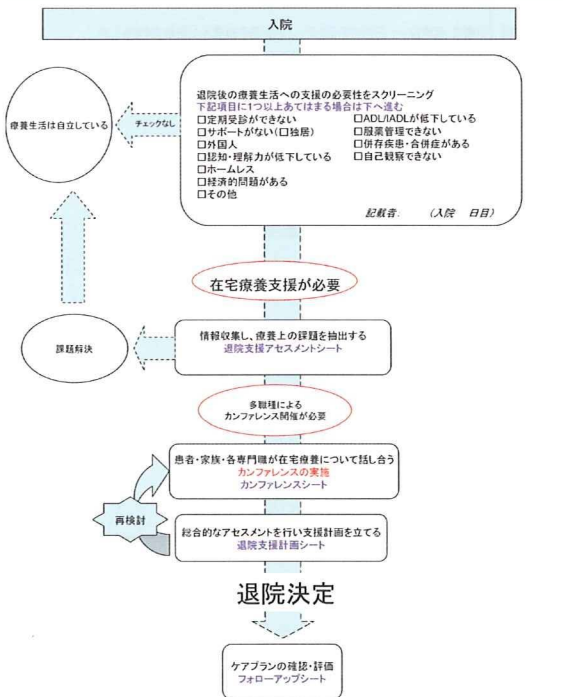 入院
退院後の療養生活への支援の必要性をスクリーニング
下記項目に1つ以上あてはまる場合は下へ進む
□定期受診ができない
□サポートがない(□独居)
□外国人
□認知・理解力が低下している
□ホームレス
□経済的問題がある
□その他
□ADL/IADLが低下している
□服薬管理できない
□併存疾患・合併症がある
□自己観察できない
記載者: (入院 日目)
チェックなし
療養生活は自立している
在宅療養支援が必要
情報収集し、療養上の課題を抽出する
退院支援アセスメントシート
課題解決
多職種による
カンファレンス開催が必要
患者・家族・各専門職が在宅療養について話し合う
カンファレンスの実施
カンファレンスシート
再検討
総合的なアセスメントを行い支援計画を立てる
退院支援計画シート
退院決定
ケアプランの確認・評価
フォローアップシート